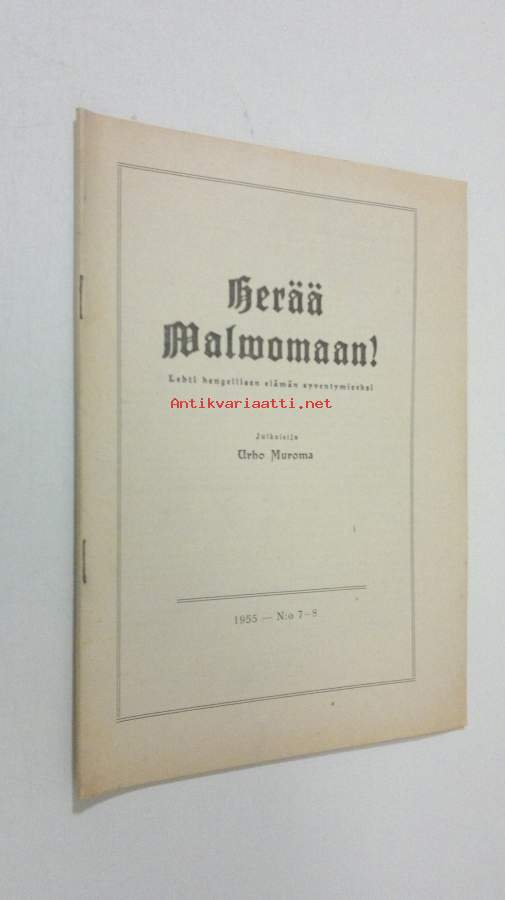 Herää
Walwomaan!
Lehti hengellisen elämän syventymiseksi
Antikvariaatti.net
Julkaisija
Urho Muroma
1955 — N:o 7–8